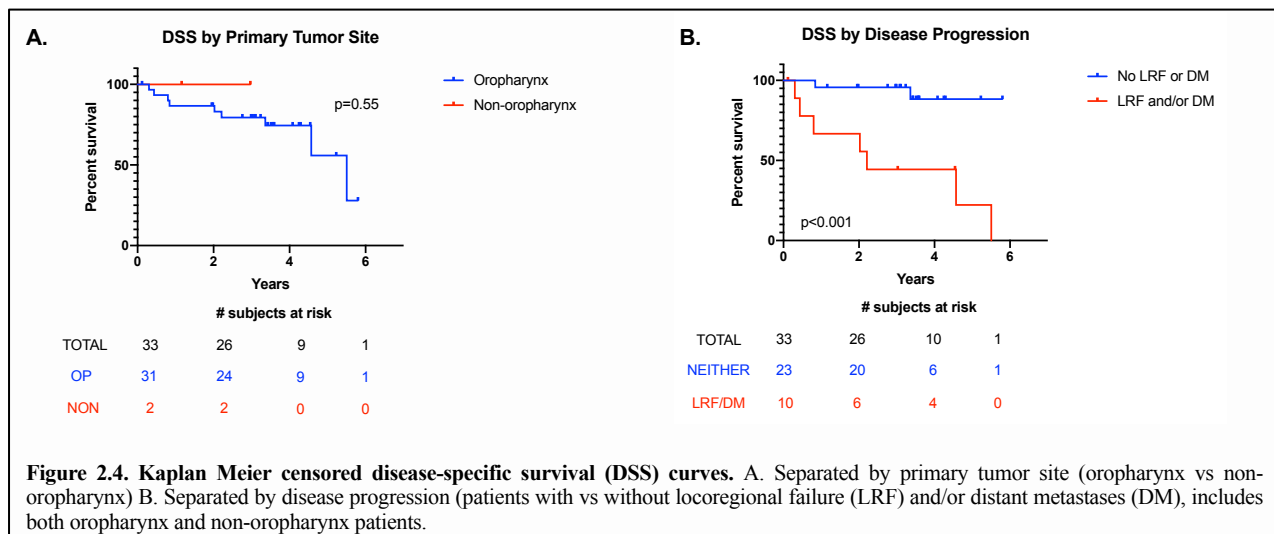 A.
DSS by Primary Tumor Site
Percent survival
100
50
0
0 2 4 6
Years
p=0.55
Oropharynx
Non-oropharynx
# subjects at risk
TOTAL 33 26 9 1
OP 31 24 9 1
NON 2 2 0 0
B.
DSS by Disease Progression
Percent survival
100
50
0
0 2 4 6
Years
p<0.001
No LRF or DM
LRF and/or DM
# subjects at risk
TOTAL 33 26 10 1
NEITHER 23 20 6 1
LRF/DM 10 6 4 0
Figure 2.4. Kaplan Meier censored disease-specific survival (DSS) curves. A. Separated by primary tumor site (oropharynx vs non-
oropharynx) B. Separated by disease progression (patients with vs without locoregional failure (LRF) and/or distant metastases (DM), includes
both oropharynx and non-oropharynx patients.